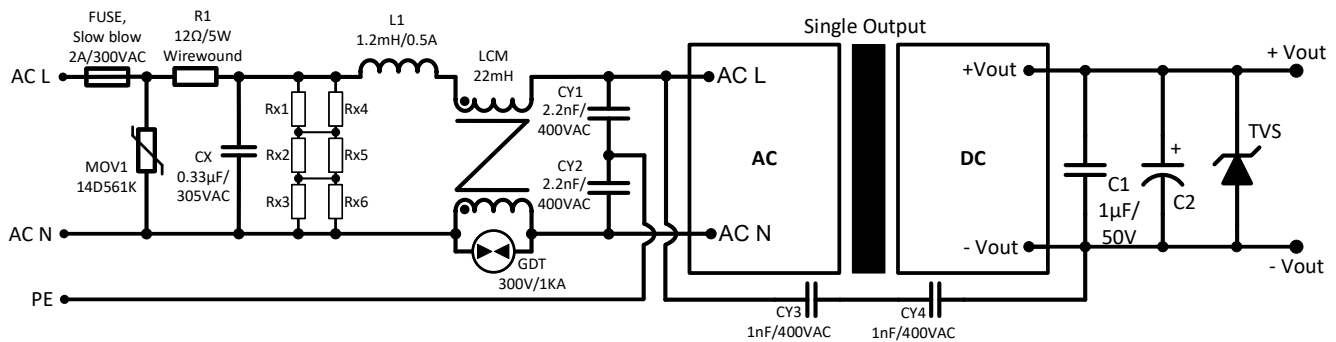 FUSE,
Slow blow
2A/300VAC
R1
12Ω/5W
Wirewound
L1
1.2mH/0.5A
LCM
22mH
Single Output
AC L
AC L
+Vout
+ Vout
Rx1
Rx4
CY1
2.2nF/
400VAC
MOV1
14D561K
CX
0.33µF/
305VAC
Rx2
Rx5
AC
DC
TVS
+
CY2
2.2nF/
400VAC
Rx3
Rx6
C1
1µF/
50V
C2
AC N
AC N
- Vout
- Vout
GDT
300V/1KA
PE
CY3
1nF/400VAC
CY4
1nF/400VAC